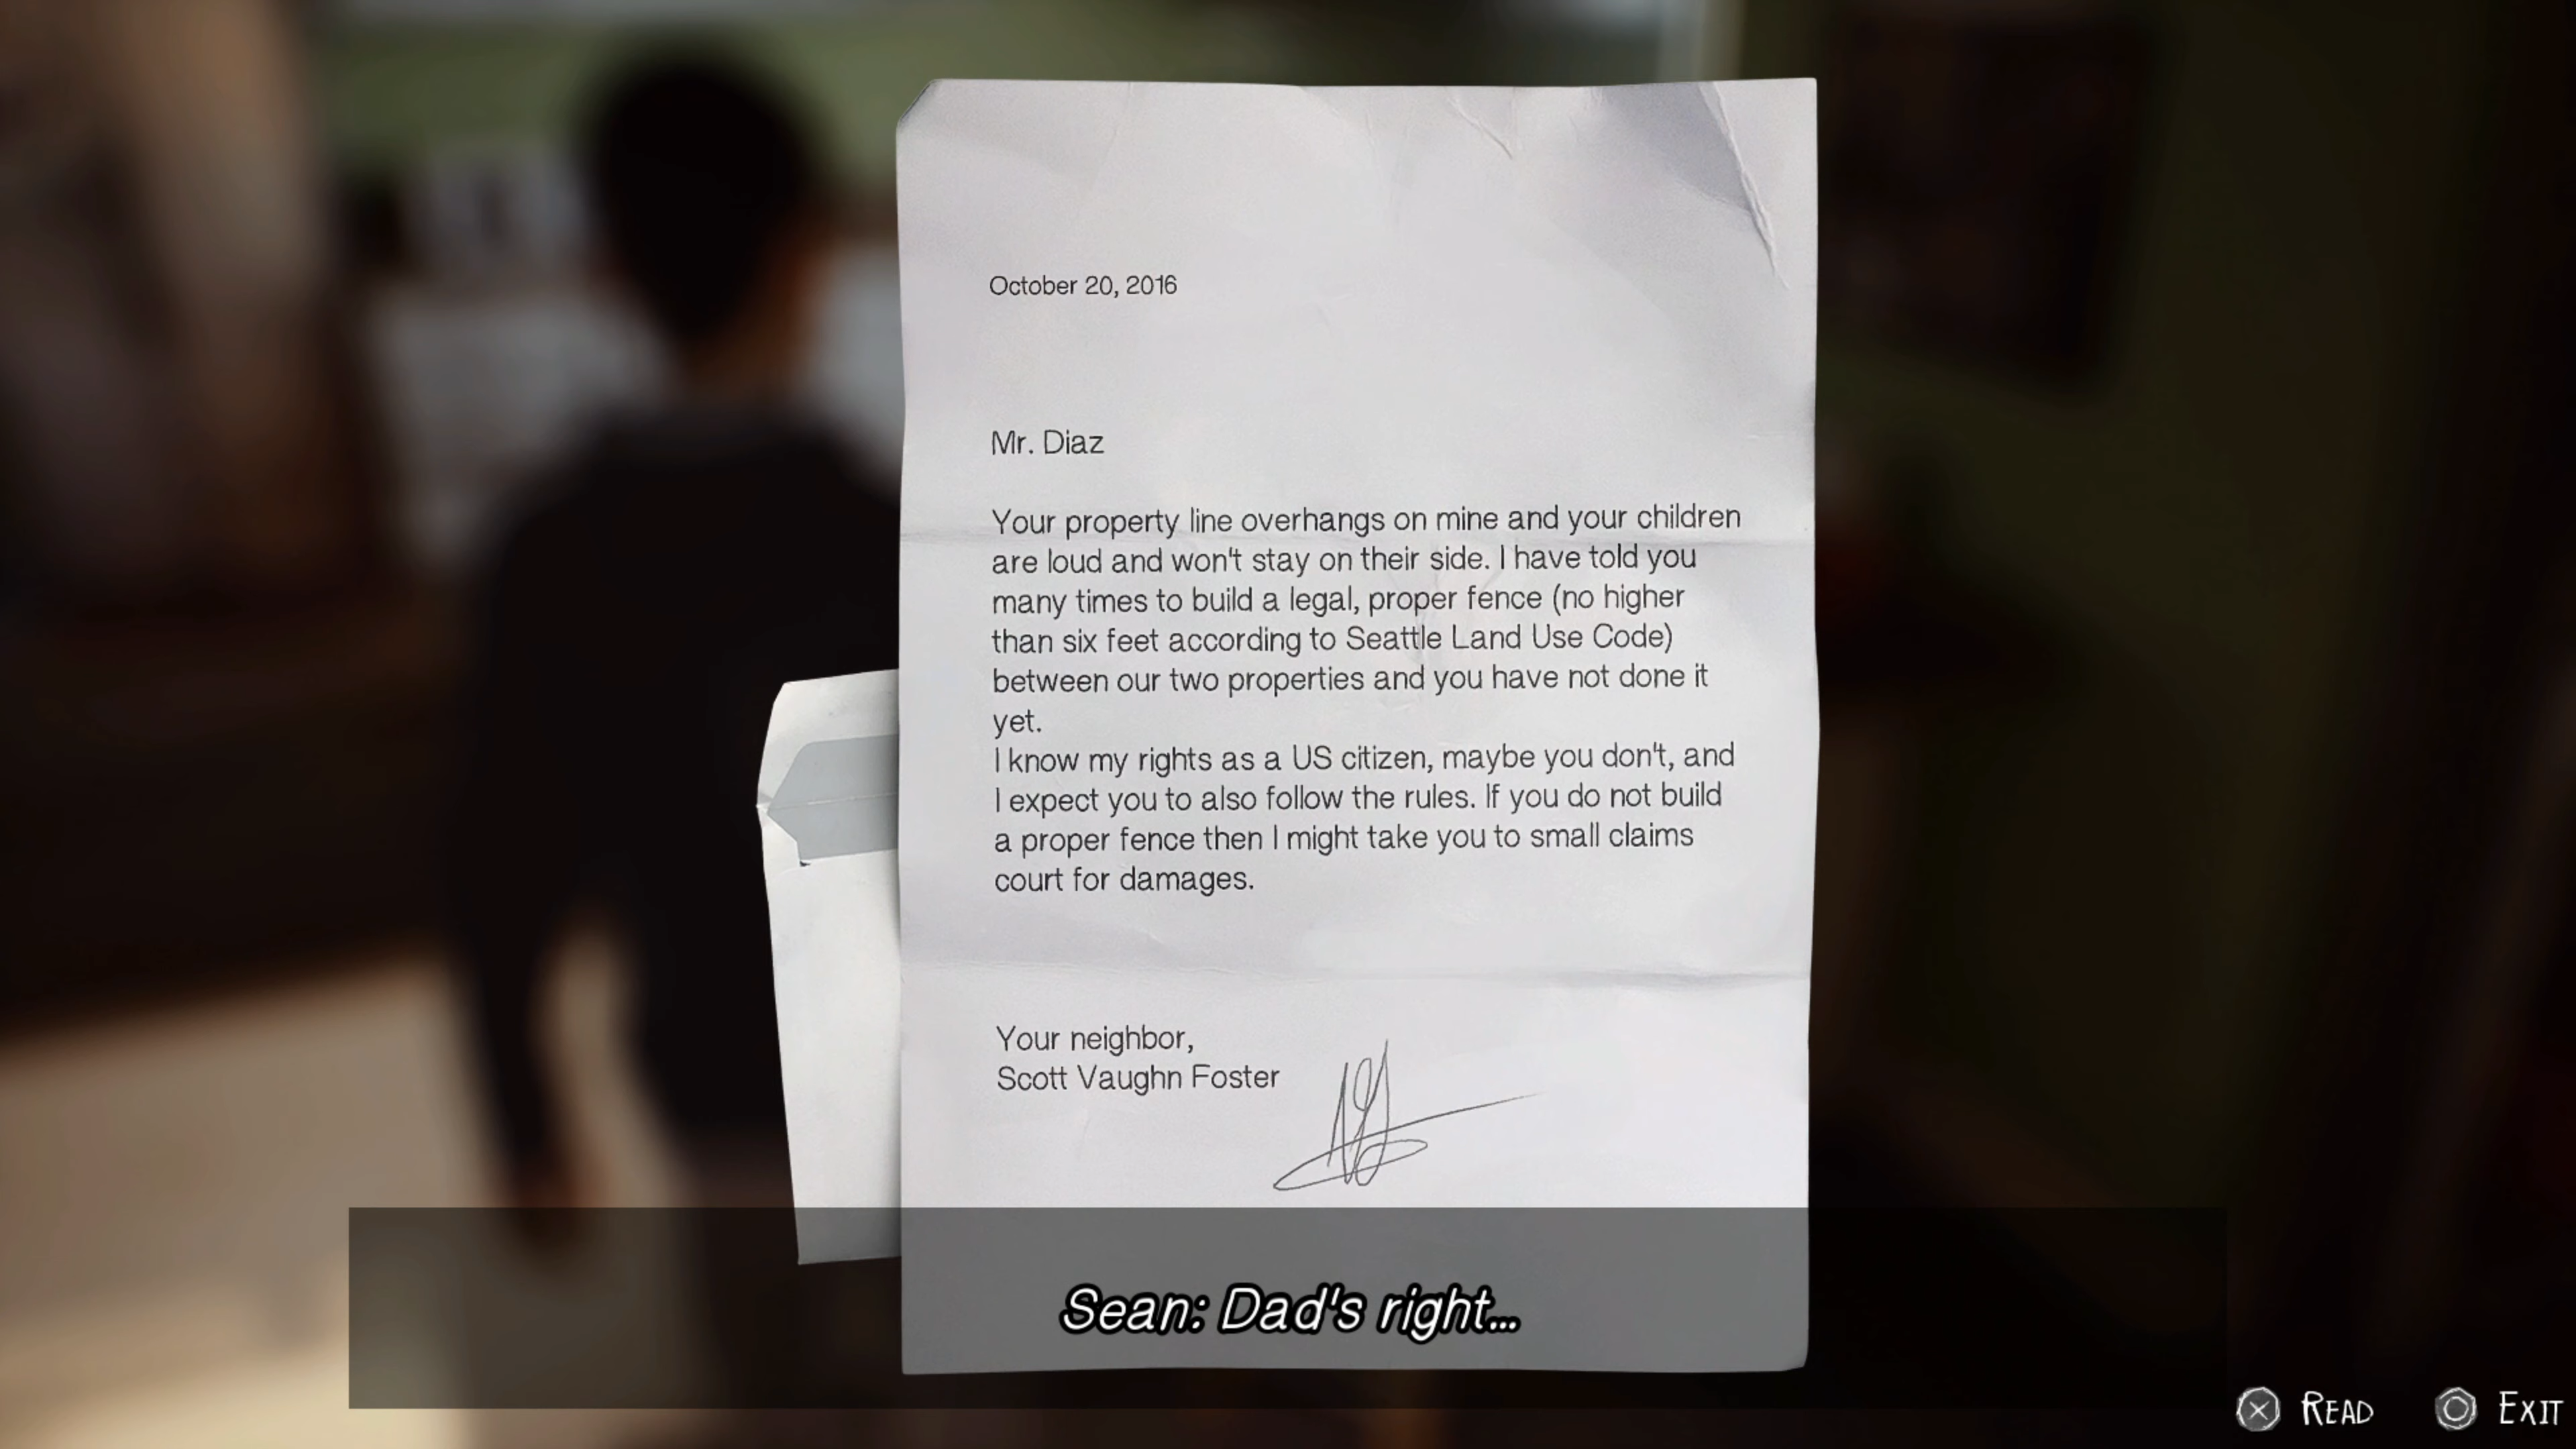 October 20, 2016
Mr. Diaz
Your property line overhangs on mine and your children
are loud and won't stay on their side. I have told you
many times to build a legal, proper fence (no higher
than six feet according to Seattle Land Use Code)
between our two properties and you have not done it
yet.
I know my rights as a US citizen, maybe you don't, and
I expect you to also follow the rules. If you do not build
a proper fence then I might take you to small claims
court for damages.
Your neighbor,
Scott Vaughn Foster
Sean: Dad's right...
READ EXIT